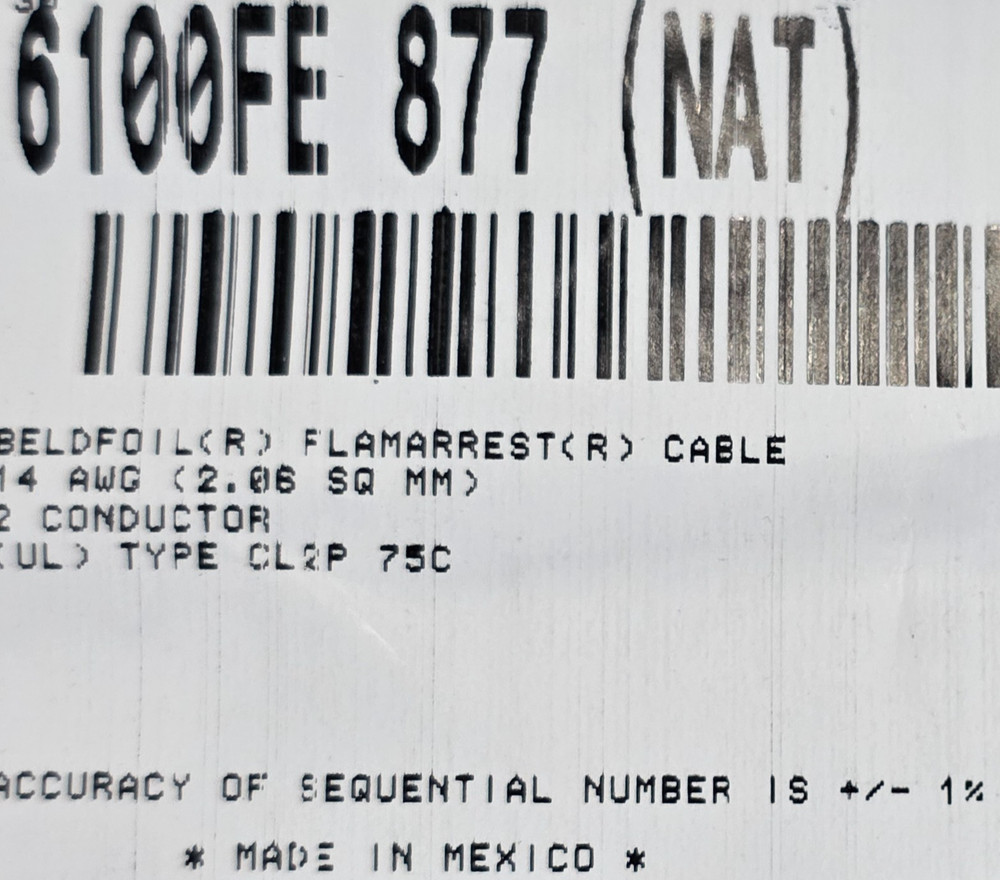 6100FE 877 (NAT)
BELDFOIL(R) FLAMARREST(R) CABLE
14 AWG (2.06 SQ MM)
2 CONDUCTOR
(UL) TYPE CL2P 75C
ACCURACY OF SEQUENTIAL NUMBER IS +/- 1%
* MADE IN MEXICO *